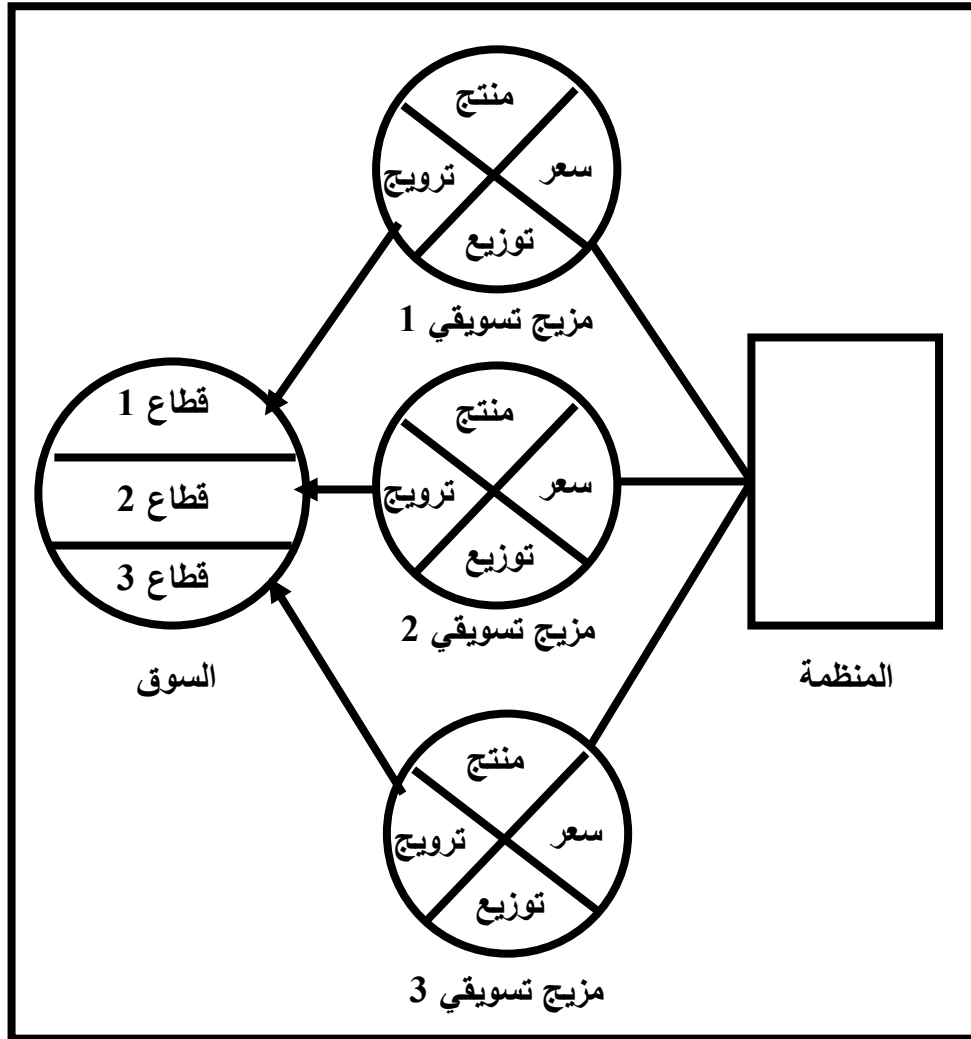 منتج
سعر
ترويج
توزيع
مزيج تسويقي 1
قطاع 1
قطاع 2
قطاع 3
السوق
منتج
سعر
ترويج
توزيع
مزيج تسويقي 2
المنظمة
منتج
سعر
ترويج
توزيع
مزيج تسويقي 3